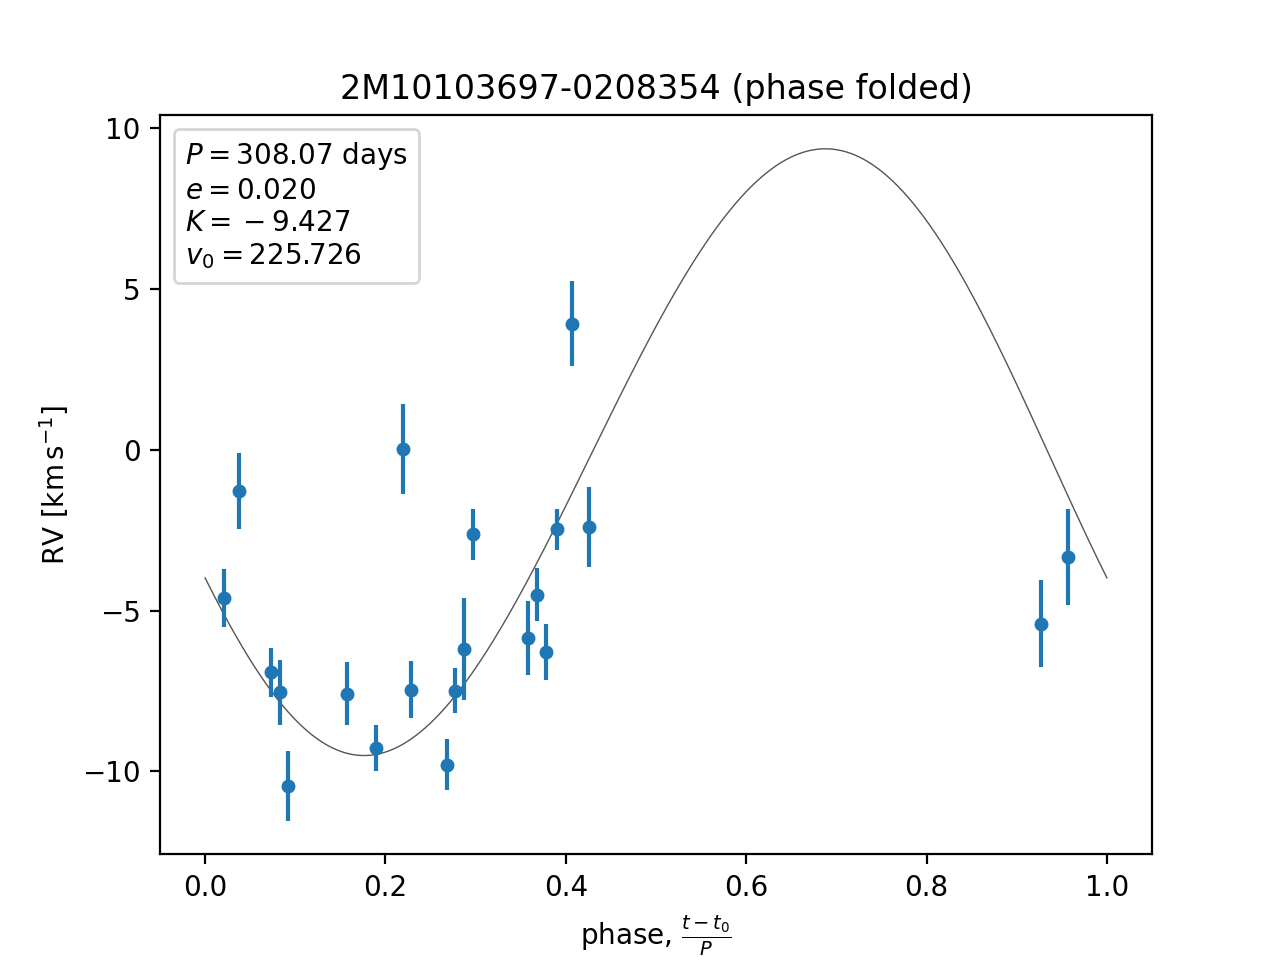 2M10103697-0208354 (phase folded)
P = 308.07 days
e = 0.020
K = −9.427
v₀ = 225.726
10
5
0
−5
−10
RV [km s⁻¹]
0.0 0.2 0.4 0.6 0.8 1.0
phase, (t − t₀)/P